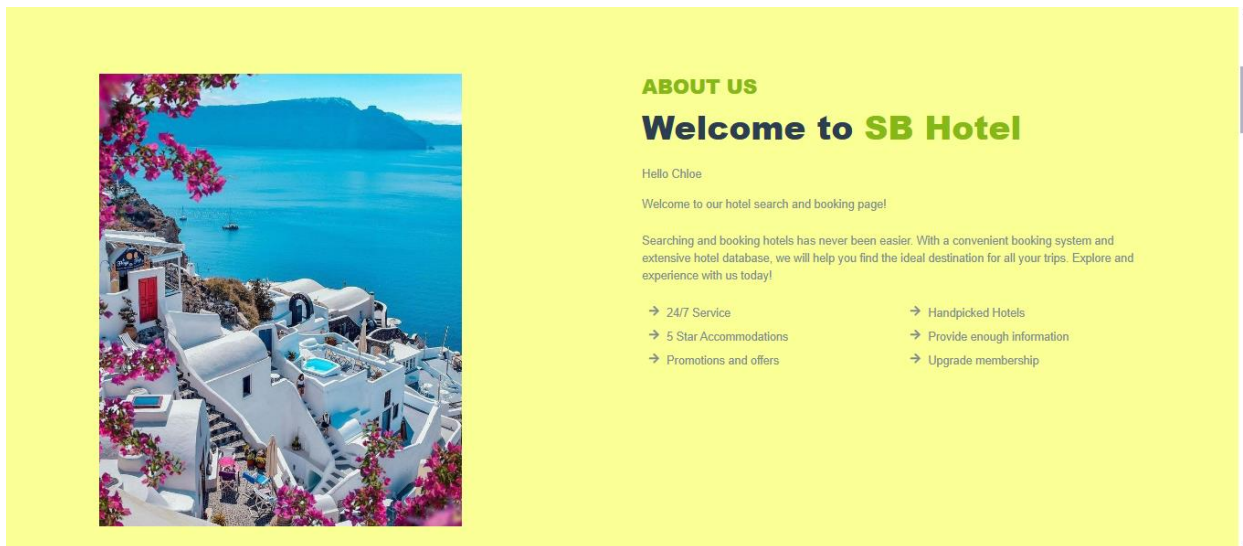 ABOUT US
Welcome to SB Hotel
Hello Chloe
Welcome to our hotel search and booking page!
Searching and booking hotels has never been easier. With a convenient booking system and
extensive hotel database, we will help you find the ideal destination for all your trips. Explore and
experience with us today!
24/7 Service
Handpicked Hotels
5 Star Accommodations
Provide enough information
Promotions and offers
Upgrade membership